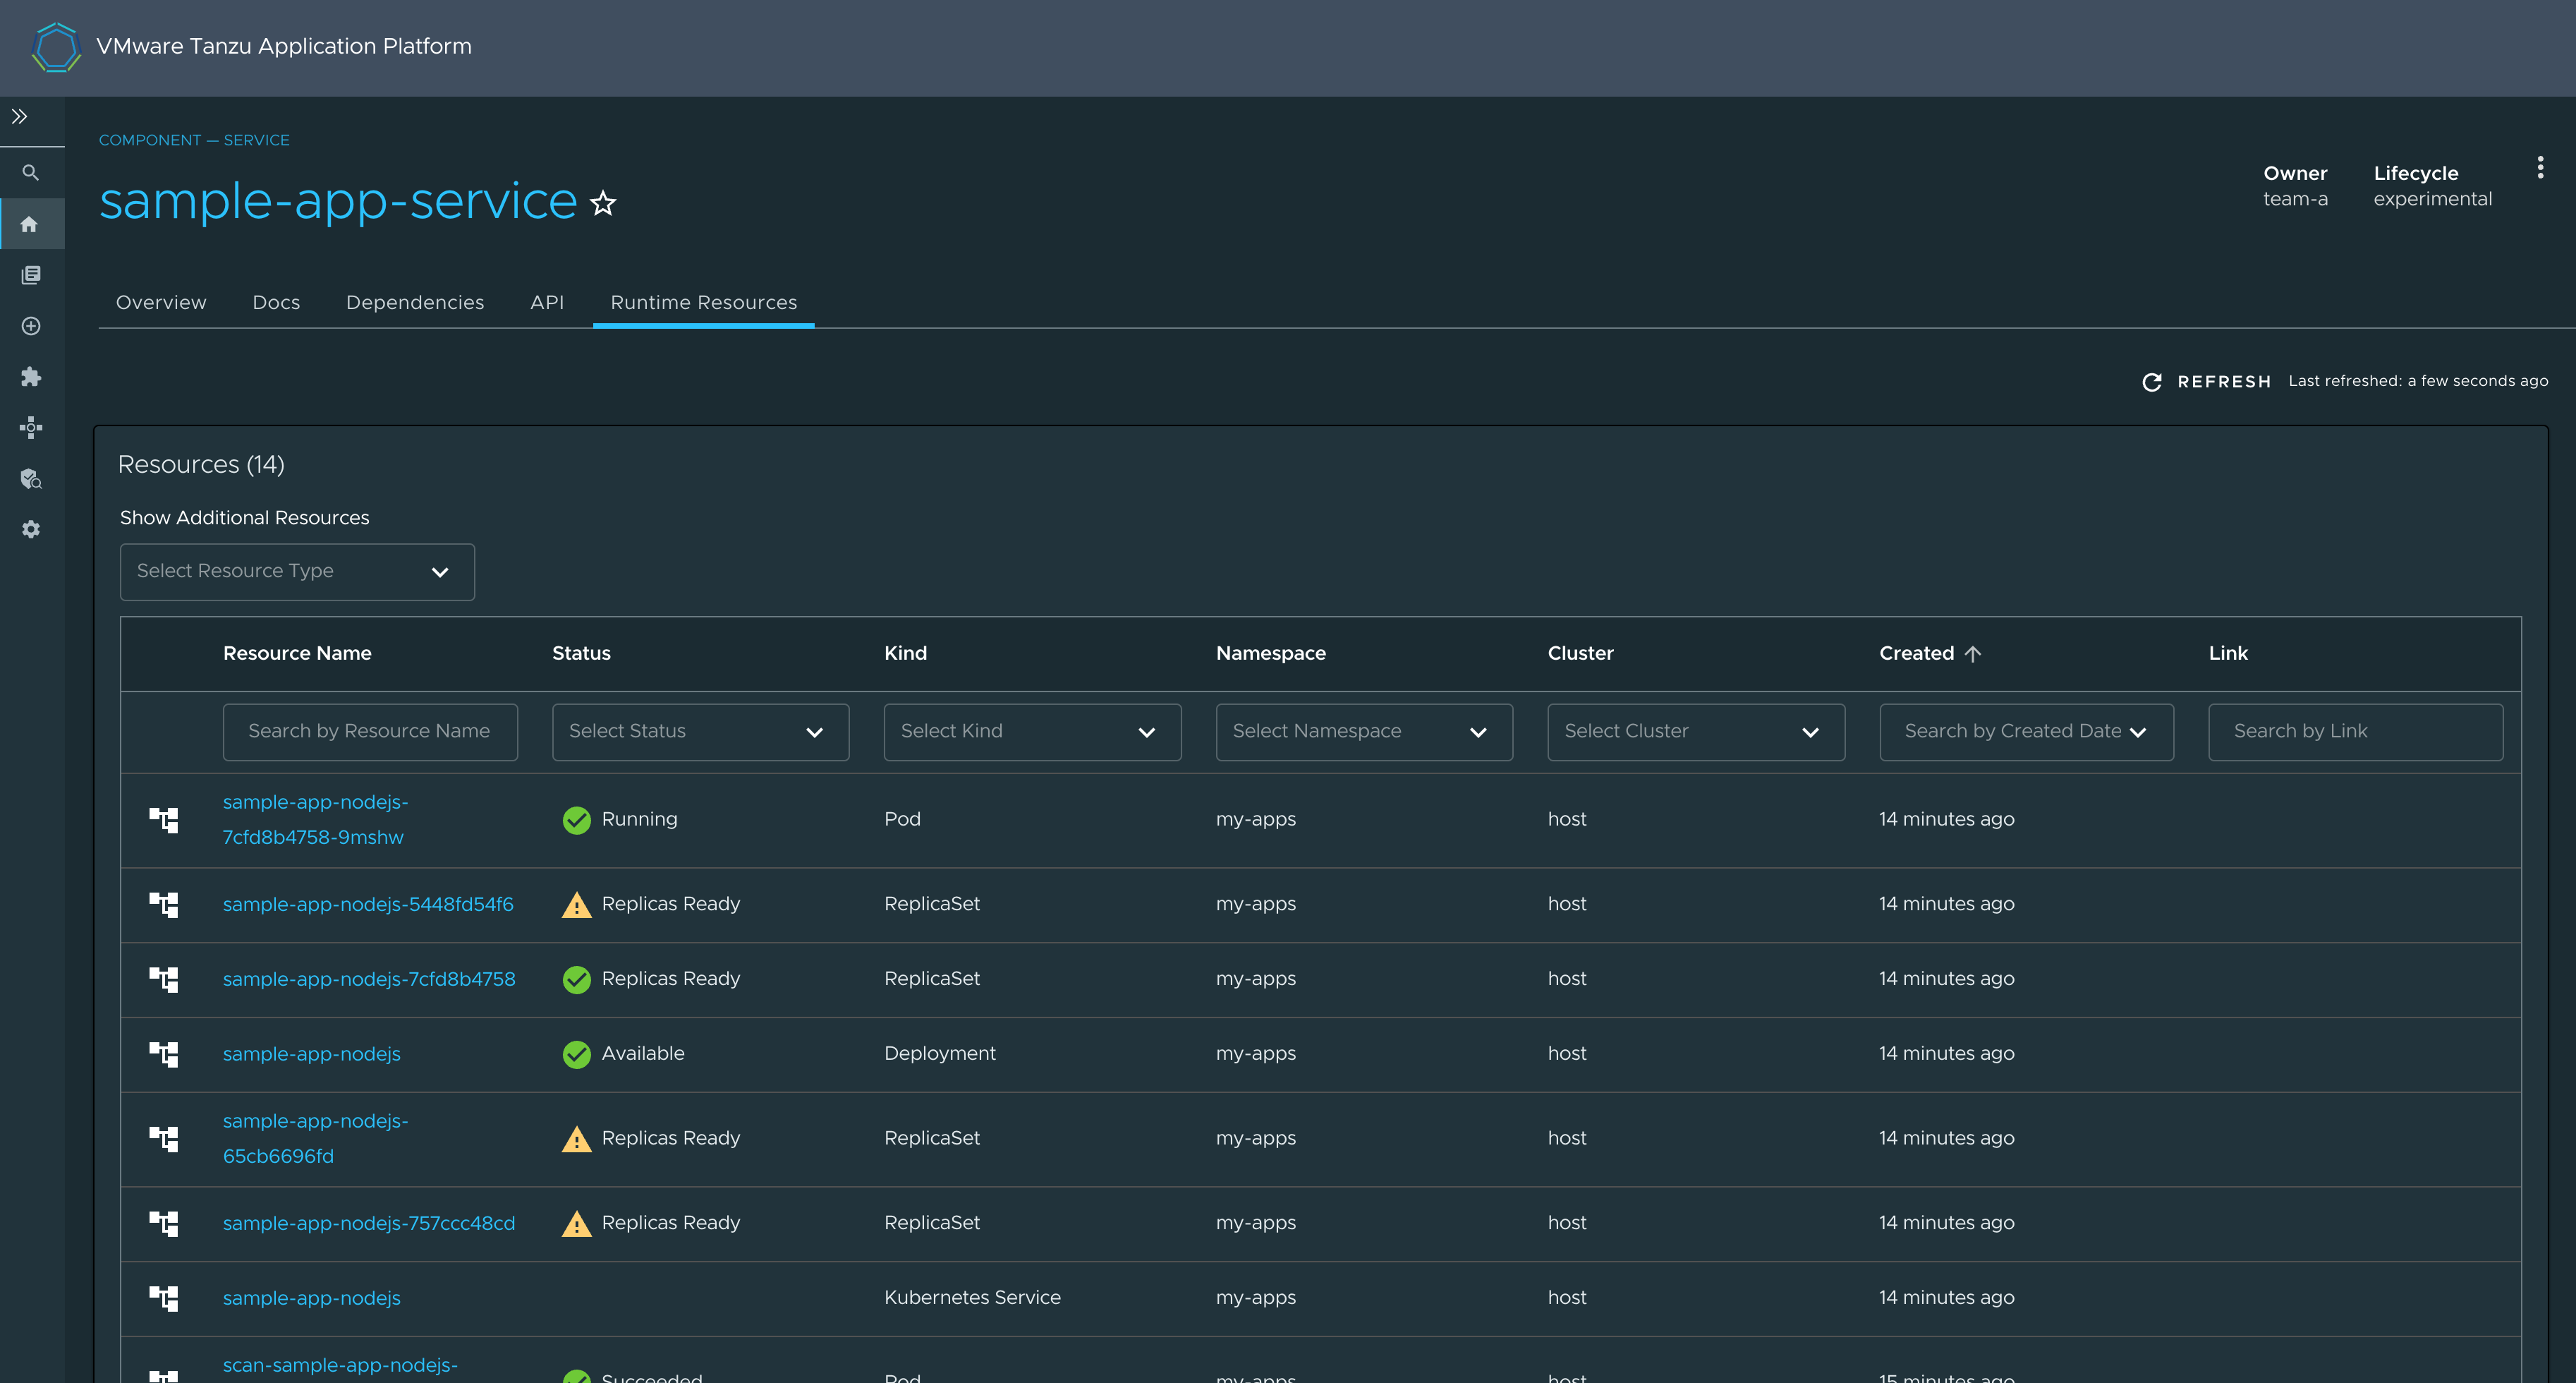 VMware Tanzu Application Platform
COMPONENT — SERVICE
sample-app-service
Owner Lifecycle
team-a experimental
Overview Docs Dependencies API Runtime Resources
REFRESH Last refreshed: a few seconds ago
Resources (14)
Show Additional Resources
Select Resource Type
Resource Name Status Kind Namespace Cluster Created Link
Search by Resource Name Select Status Select Kind Select Namespace Select Cluster Search by Created Date Search by Link
sample-app-nodejs-
7cfd8b4758-9mshw Running Pod my-apps host 14 minutes ago
sample-app-nodejs-5448fd54f6 Replicas Ready ReplicaSet my-apps host 14 minutes ago
sample-app-nodejs-7cfd8b4758 Replicas Ready ReplicaSet my-apps host 14 minutes ago
sample-app-nodejs Available Deployment my-apps host 14 minutes ago
sample-app-nodejs-
65cb6696fd Replicas Ready ReplicaSet my-apps host 14 minutes ago
sample-app-nodejs-757ccc48cd Replicas Ready ReplicaSet my-apps host 14 minutes ago
sample-app-nodejs Kubernetes Service my-apps host 14 minutes ago
scan-sample-app-nodejs-
Succeeded Pod my-apps host 15 minutes ago